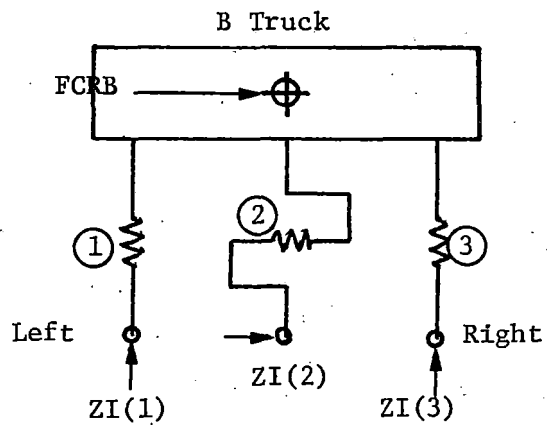 B Truck
FCRB
1
2
3
Left
Right
ZI(1)
ZI(2)
ZI(3)